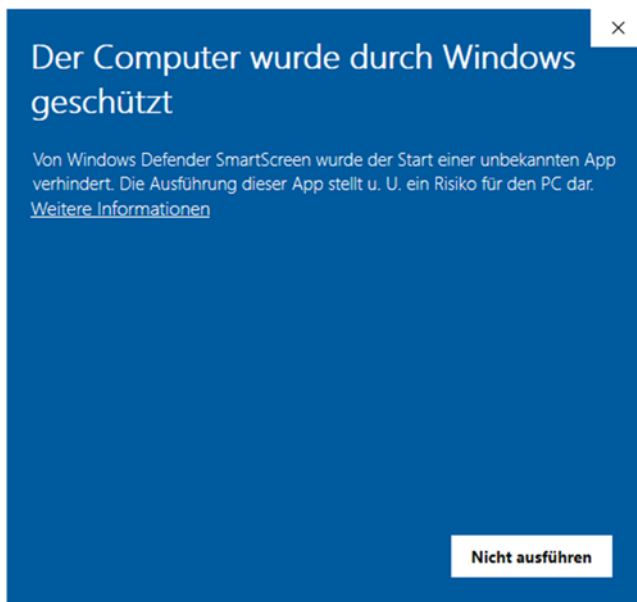 Der Computer wurde durch Windows
geschützt
Von Windows Defender SmartScreen wurde der Start einer unbekannten App
verhindert. Die Ausführung dieser App stellt u. U. ein Risiko für den PC dar.
Weitere Informationen
Nicht ausführen